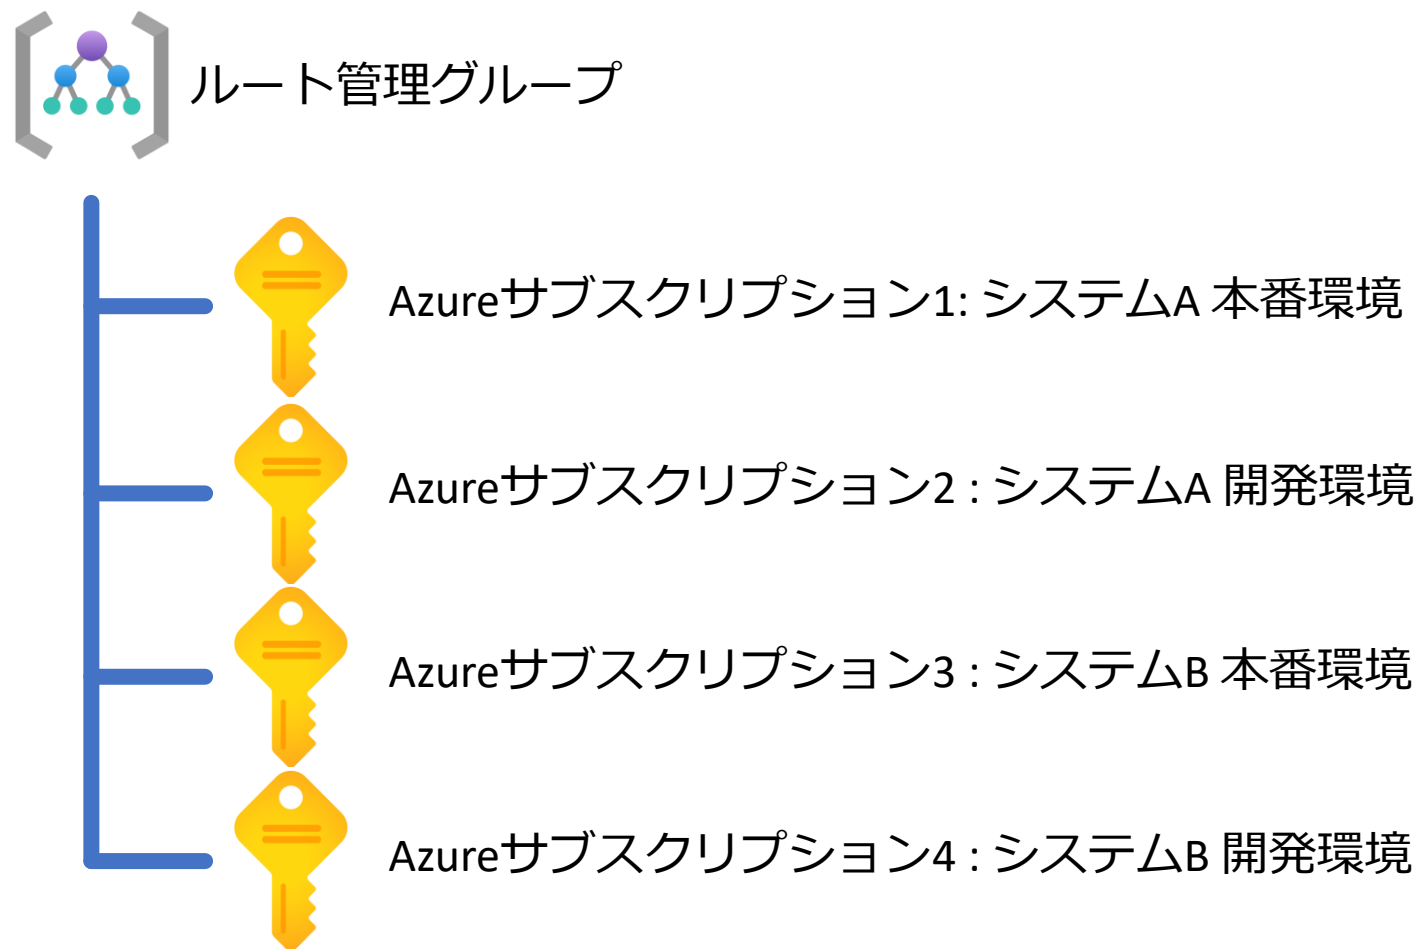 ルート管理グループ
Azureサブスクリプション1: システムA 本番環境
Azureサブスクリプション2 : システムA 開発環境
Azureサブスクリプション3 : システムB 本番環境
Azureサブスクリプション4 : システムB 開発環境